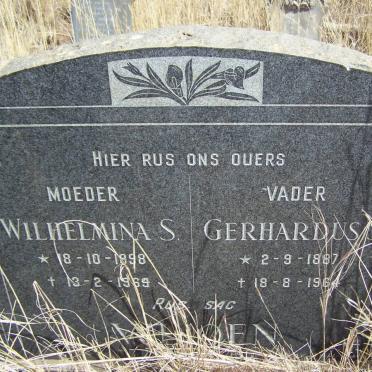 HIER RUS ONS OUERS
MOEDER VADER
WILHELMINA S. GERHARDUS
* 18-10-1898 * 2-9-1887
† 13-2-1969 † 18-8-1964
RUS SAG